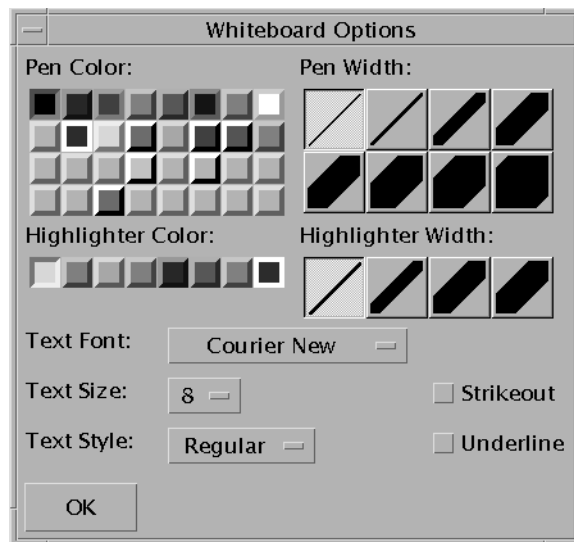 Whiteboard Options
Pen Color: Pen Width:
Highlighter Color: Highlighter Width:
Text Font: Courier New
Text Size: 8 Strikeout
Text Style: Regular Underline
OK